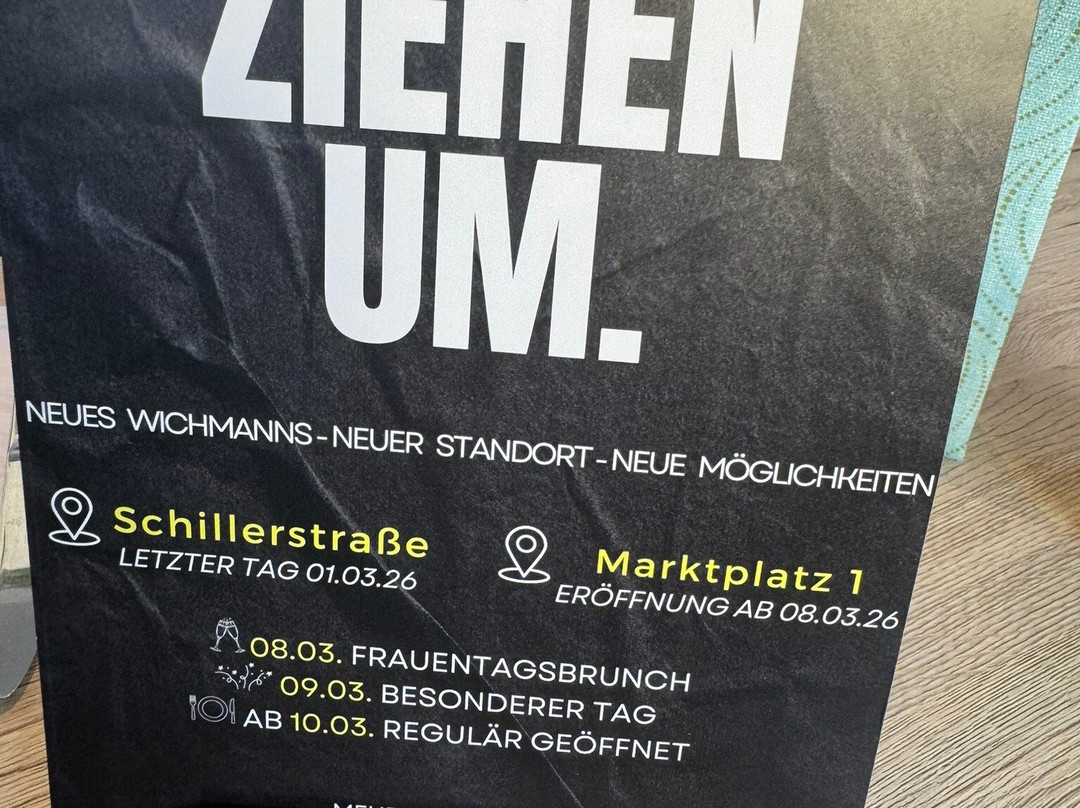 ZIEHEN
UM.
NEUES WICHMANNS - NEUER STANDORT - NEUE MÖGLICHKEITEN
Schillerstraße
LETZTER TAG 01.03.26
Marktplatz 1
ERÖFFNUNG AB 08.03.26
08.03. FRAUENTAGSBRUNCH
09.03. BESONDERER TAG
AB 10.03. REGULÄR GEÖFFNET